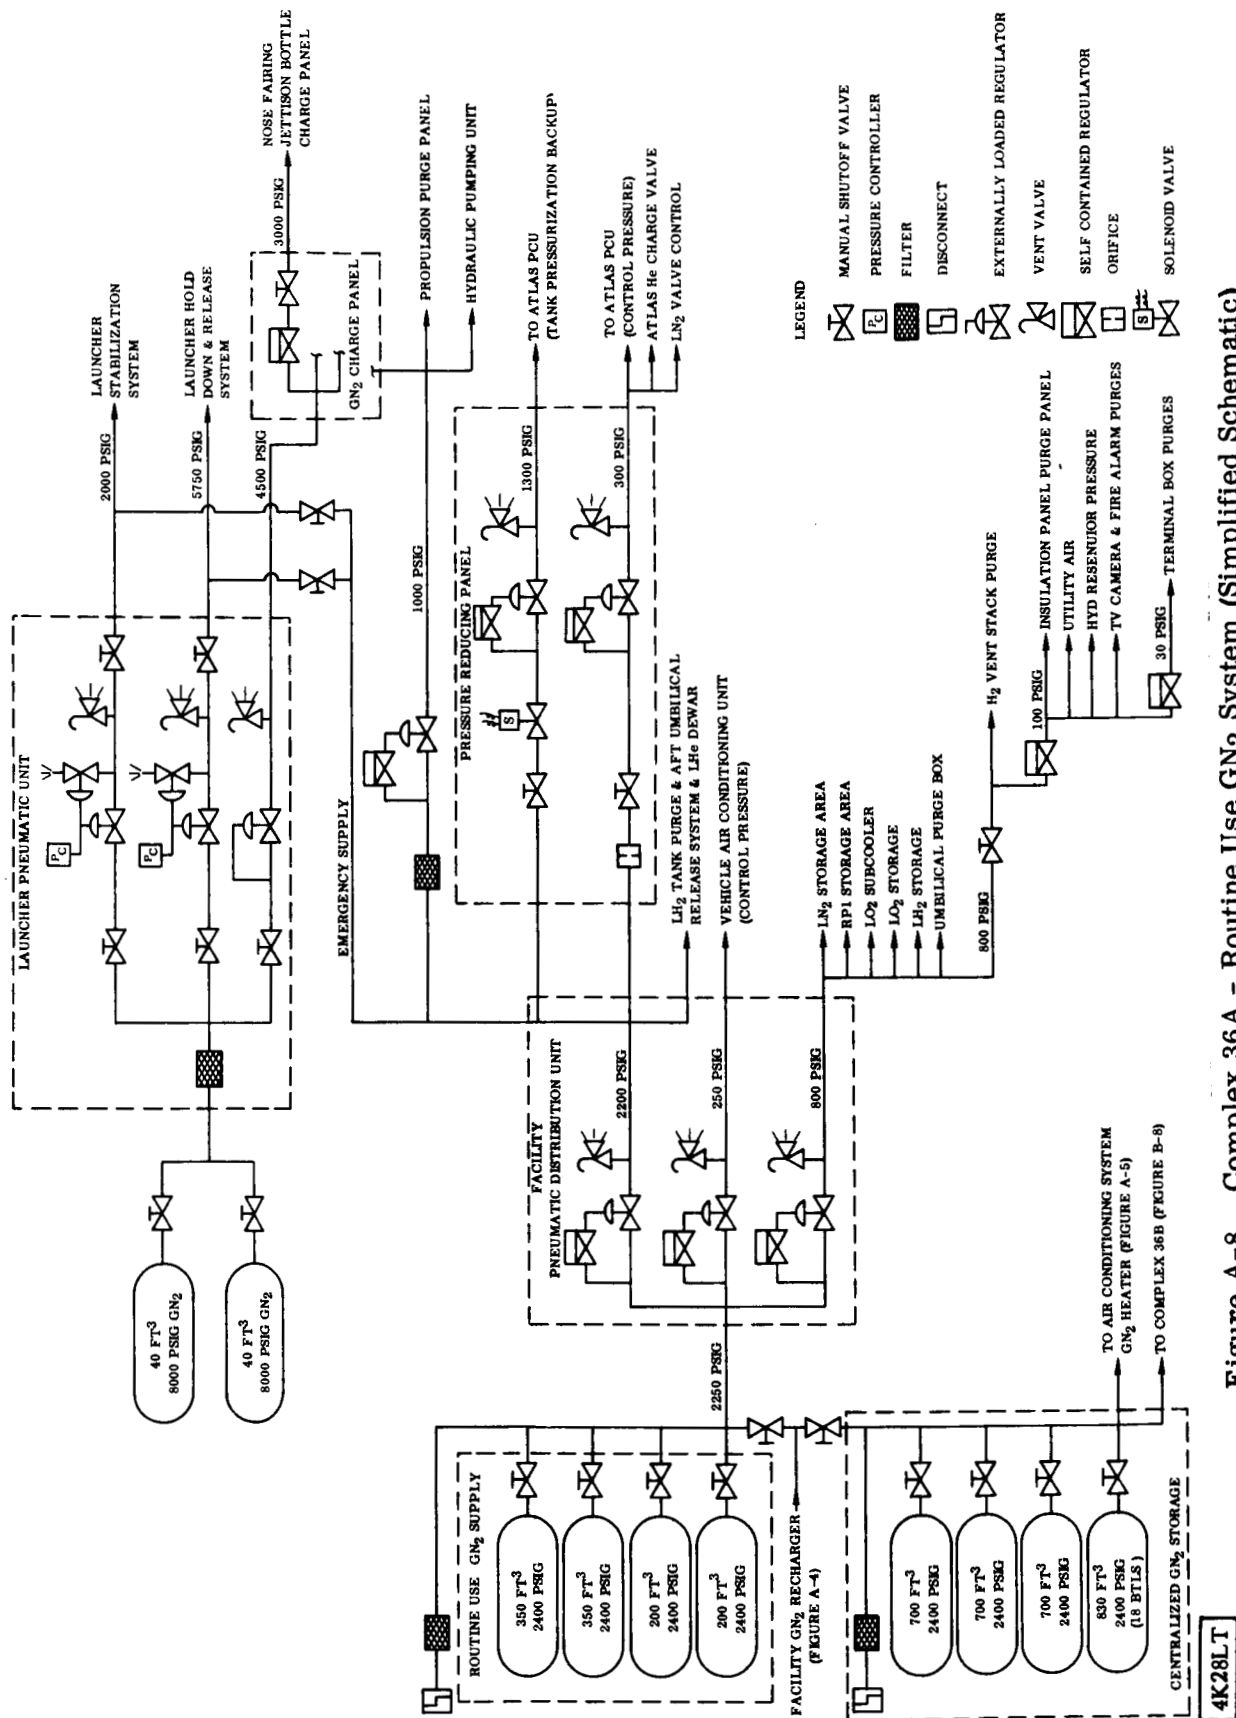 LAUNCHER PNEUMATIC UNIT
40 FT³
8000 PSIG GN₂
40 FT³
8000 PSIG GN₂
PC
PC
2000 PSIG
LAUNCHER
STABILIZATION
SYSTEM
5750 PSIG
LAUNCHER HOLD
DOWN & RELEASE
SYSTEM
4500 PSIG
GN₂ CHARGE PANEL
3000 PSIG
NOSE FAIRING
JETTISON BOTTLE
CHARGE PANEL
EMERGENCY SUPPLY
1000 PSIG
PROPULSION PURGE PANEL
HYDRAULIC PUMPING UNIT
PRESSURE REDUCING PANEL
S
1300 PSIG
TO ATLAS PCU
(TANK PRESSURIZATION BACKUP)
300 PSIG
TO ATLAS PCU
(CONTROL PRESSURE)
ATLAS He CHARGE VALVE
LN₂ VALVE CONTROL
FACILITY
PNEUMATIC DISTRIBUTION UNIT
2200 PSIG
250 PSIG
800 PSIG
LH₂ TANK PURGE & AFT UMBILICAL
RELEASE SYSTEM & LHe DEWAR
VEHICLE AIR CONDITIONING UNIT
(CONTROL PRESSURE)
LN₂ STORAGE AREA
RP1 STORAGE AREA
LO₂ SUBCOOLER
LO₂ STORAGE
LH₂ STORAGE
UMBILICAL PURGE BOX
800 PSIG
H₂ VENT STACK PURGE
100 PSIG
INSULATION PANEL PURGE PANEL
UTILITY AIR
HYD RESENUIOR PRESSURE
TV CAMERA & FIRE ALARM PURGES
30 PSIG
TERMINAL BOX PURGES
2250 PSIG
ROUTINE USE GN₂ SUPPLY
350 FT³
2400 PSIG
350 FT³
2400 PSIG
200 FT³
2400 PSIG
200 FT³
2400 PSIG
FACILITY GN₂ RECHARGER
(FIGURE A-4)
700 FT³
2400 PSIG
700 FT³
2400 PSIG
700 FT³
2400 PSIG
830 FT³
2400 PSIG
(18 BTLS)
CENTRALIZED GN₂ STORAGE
TO AIR CONDITIONING SYSTEM
GN₂ HEATER (FIGURE A-5)
TO COMPLEX 36B (FIGURE B-8)
LEGEND
MANUAL SHUTOFF VALVE
PC PRESSURE CONTROLLER
FILTER
DISCONNECT
EXTERNALLY LOADED REGULATOR
VENT VALVE
SELF CONTAINED REGULATOR
ORIFICE
S SOLENOID VALVE
4K28LT
Figure A-8 Complex 36A - Routine Use GN₂ System (Simplified Schematic)